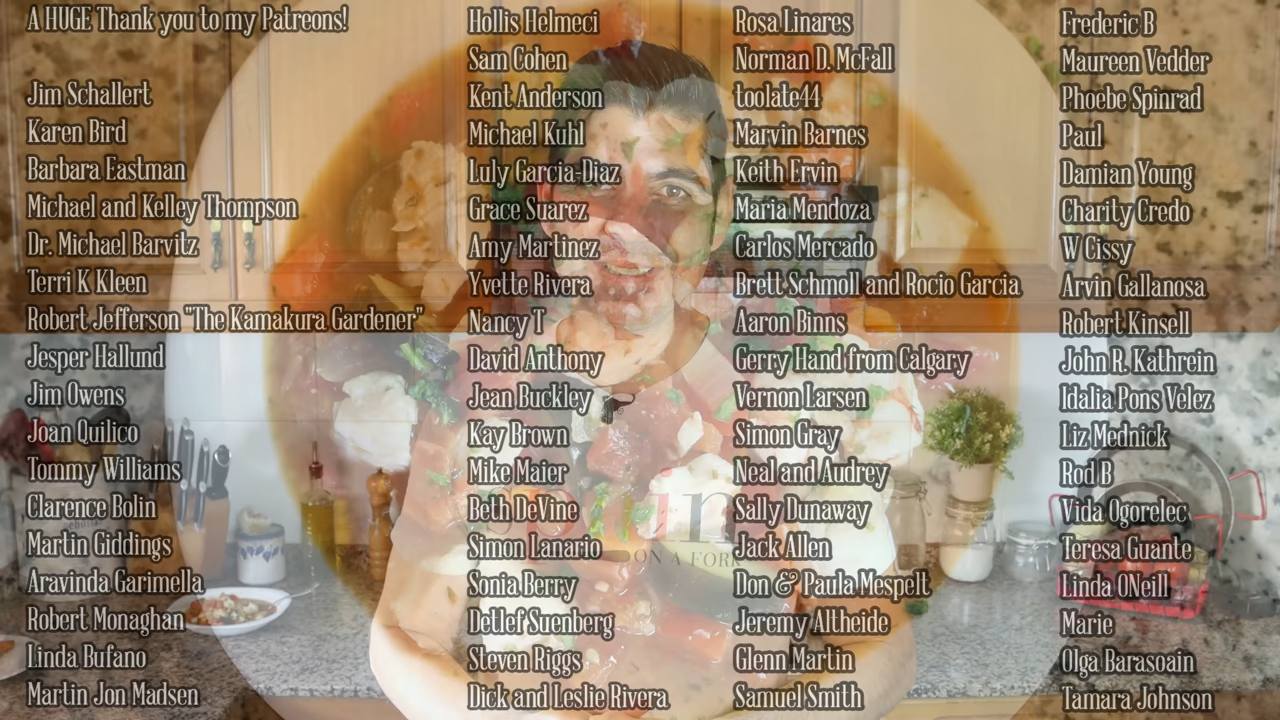 A HUGE Thank you to my Patreons!
Jim Schallert
Karen Bird
Barbara Eastman
Michael and Kelley Thompson
Dr. Michael Barvitz
Terri K Kleen
Robert Jefferson "The Kamakura Gardener"
Jesper Hallund
Jim Owens
Joan Quilico
Tommy Williams
Clarence Bolin
Martin Giddings
Aravinda Garimella
Robert Monaghan
Linda Bufano
Martin Jon Madsen
Hollis Helmeci
Sam Cohen
Kent Anderson
Michael Kuhl
Luly Garcia-Diaz
Grace Suarez
Amy Martinez
Yvette Rivera
Nancy T
David Anthony
Jean Buckley
Kay Brown
Mike Maier
Beth DeVine
Simon Lanario
Sonia Berry
Detlef Suenberg
Steven Riggs
Dick and Leslie Rivera
Rosa Linares
Norman D. McFall
toolate44
Marvin Barnes
Keith Ervin
Maria Mendoza
Carlos Mercado
Brett Schmoll and Rocio Garcia
Aaron Binns
Gerry Hand from Calgary
Vernon Larsen
Simon Gray
Neal and Audrey
Sally Dunaway
Jack Allen
Don & Paula Mespelt
Jeremy Altheide
Glenn Martin
Samuel Smith
Frederic B
Maureen Vedder
Phoebe Spinrad
Paul
Damian Young
Charity Credo
W Cissy
Arvin Gallanosa
Robert Kinsell
John R. Kathrein
Idalia Pons Velez
Liz Mednick
Rod B
Vida Ogorelec
Teresa Guante
Linda ONeill
Marie
Olga Barasoain
Tamara Johnson
ON A FORK